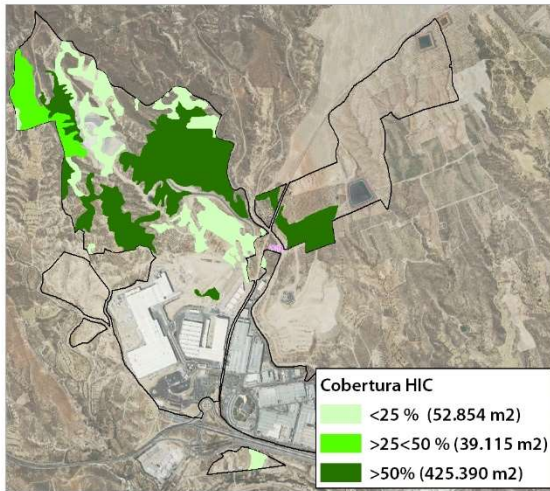 Cobertura HIC
<25 % (52.854 m2)
>25<50 % (39.115 m2)
>50% (425.390 m2)